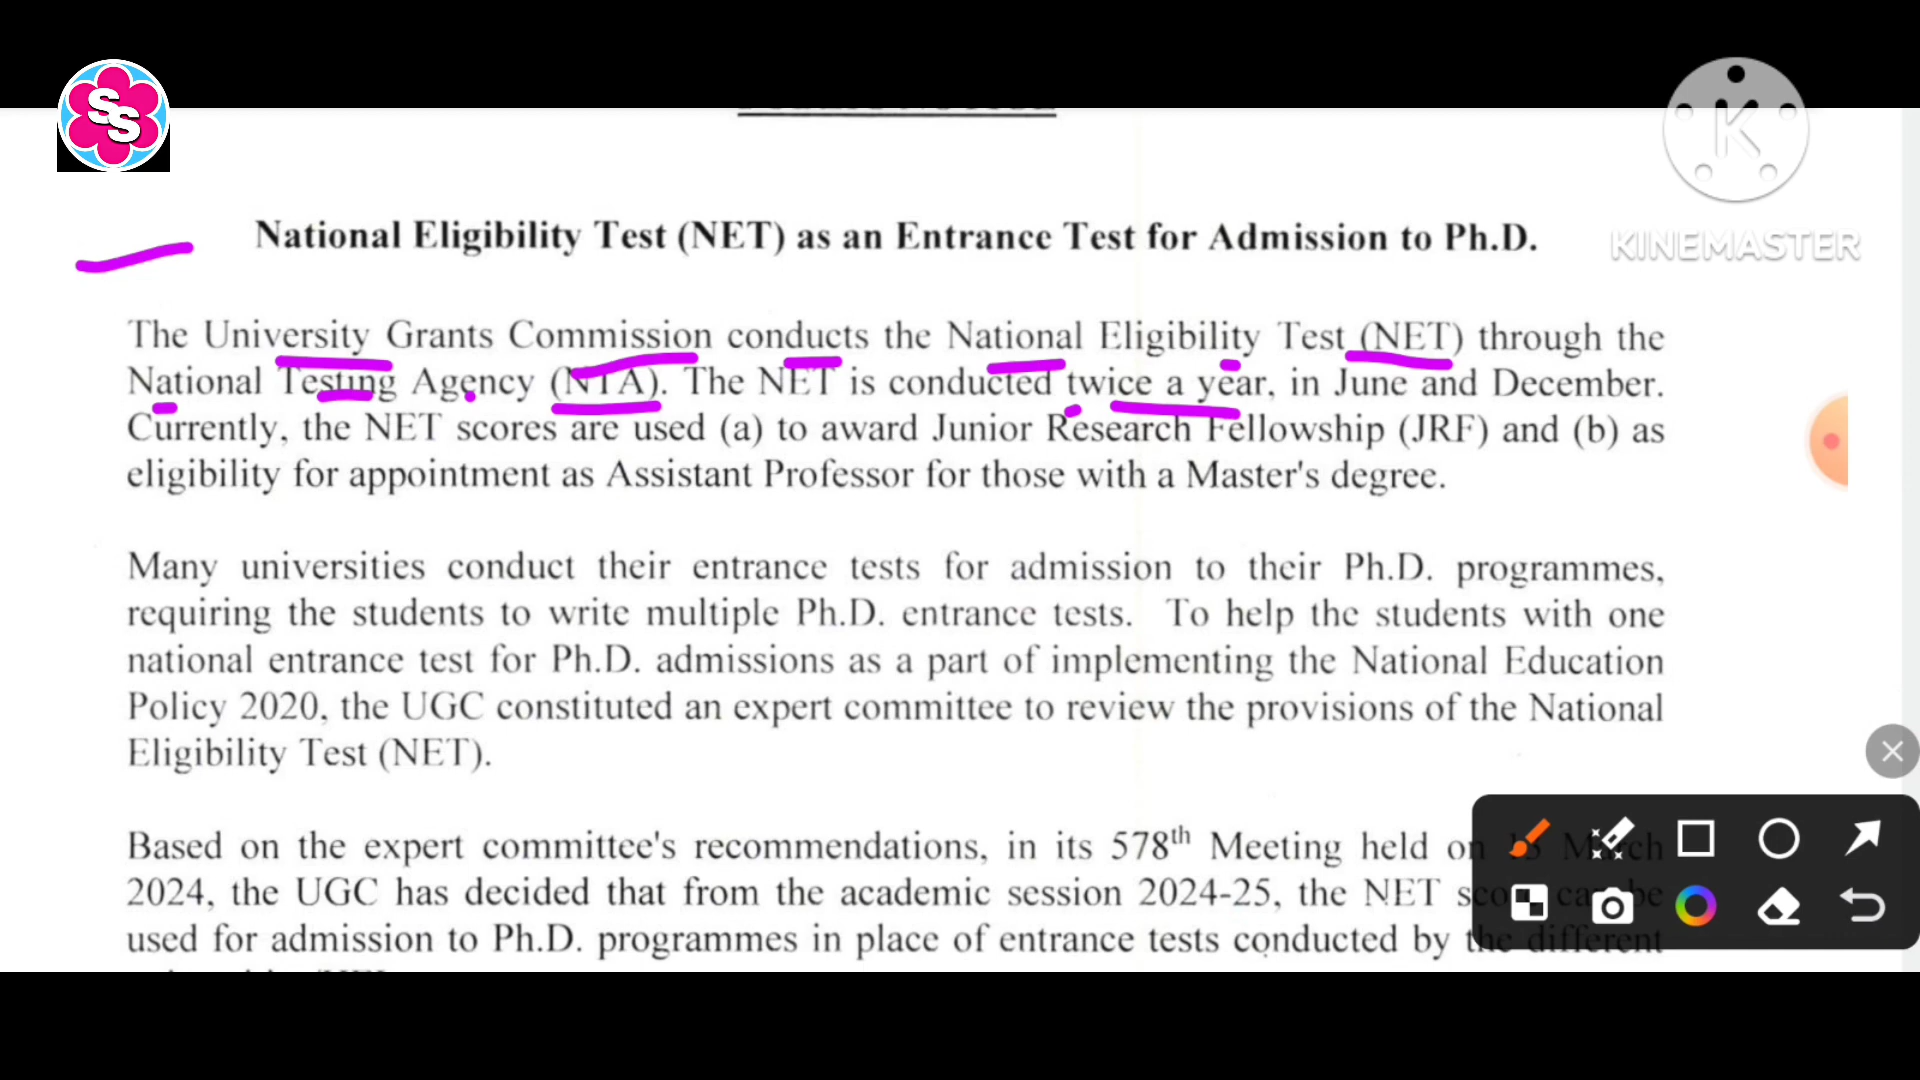 SS
KINEMASTER
National Eligibility Test (NET) as an Entrance Test for Admission to Ph.D.
The University Grants Commission conducts the National Eligibility Test (NET) through the
National Testing Agency (NTA). The NET is conducted twice a year, in June and December.
Currently, the NET scores are used (a) to award Junior Research Fellowship (JRF) and (b) as
eligibility for appointment as Assistant Professor for those with a Master's degree.
Many universities conduct their entrance tests for admission to their Ph.D. programmes,
requiring the students to write multiple Ph.D. entrance tests. To help the students with one
national entrance test for Ph.D. admissions as a part of implementing the National Education
Policy 2020, the UGC constituted an expert committee to review the provisions of the National
Eligibility Test (NET).
Based on the expert committee's recommendations, in its 578th Meeting held on March
2024, the UGC has decided that from the academic session 2024-25, the NET score can be
used for admission to Ph.D. programmes in place of entrance tests conducted by the different